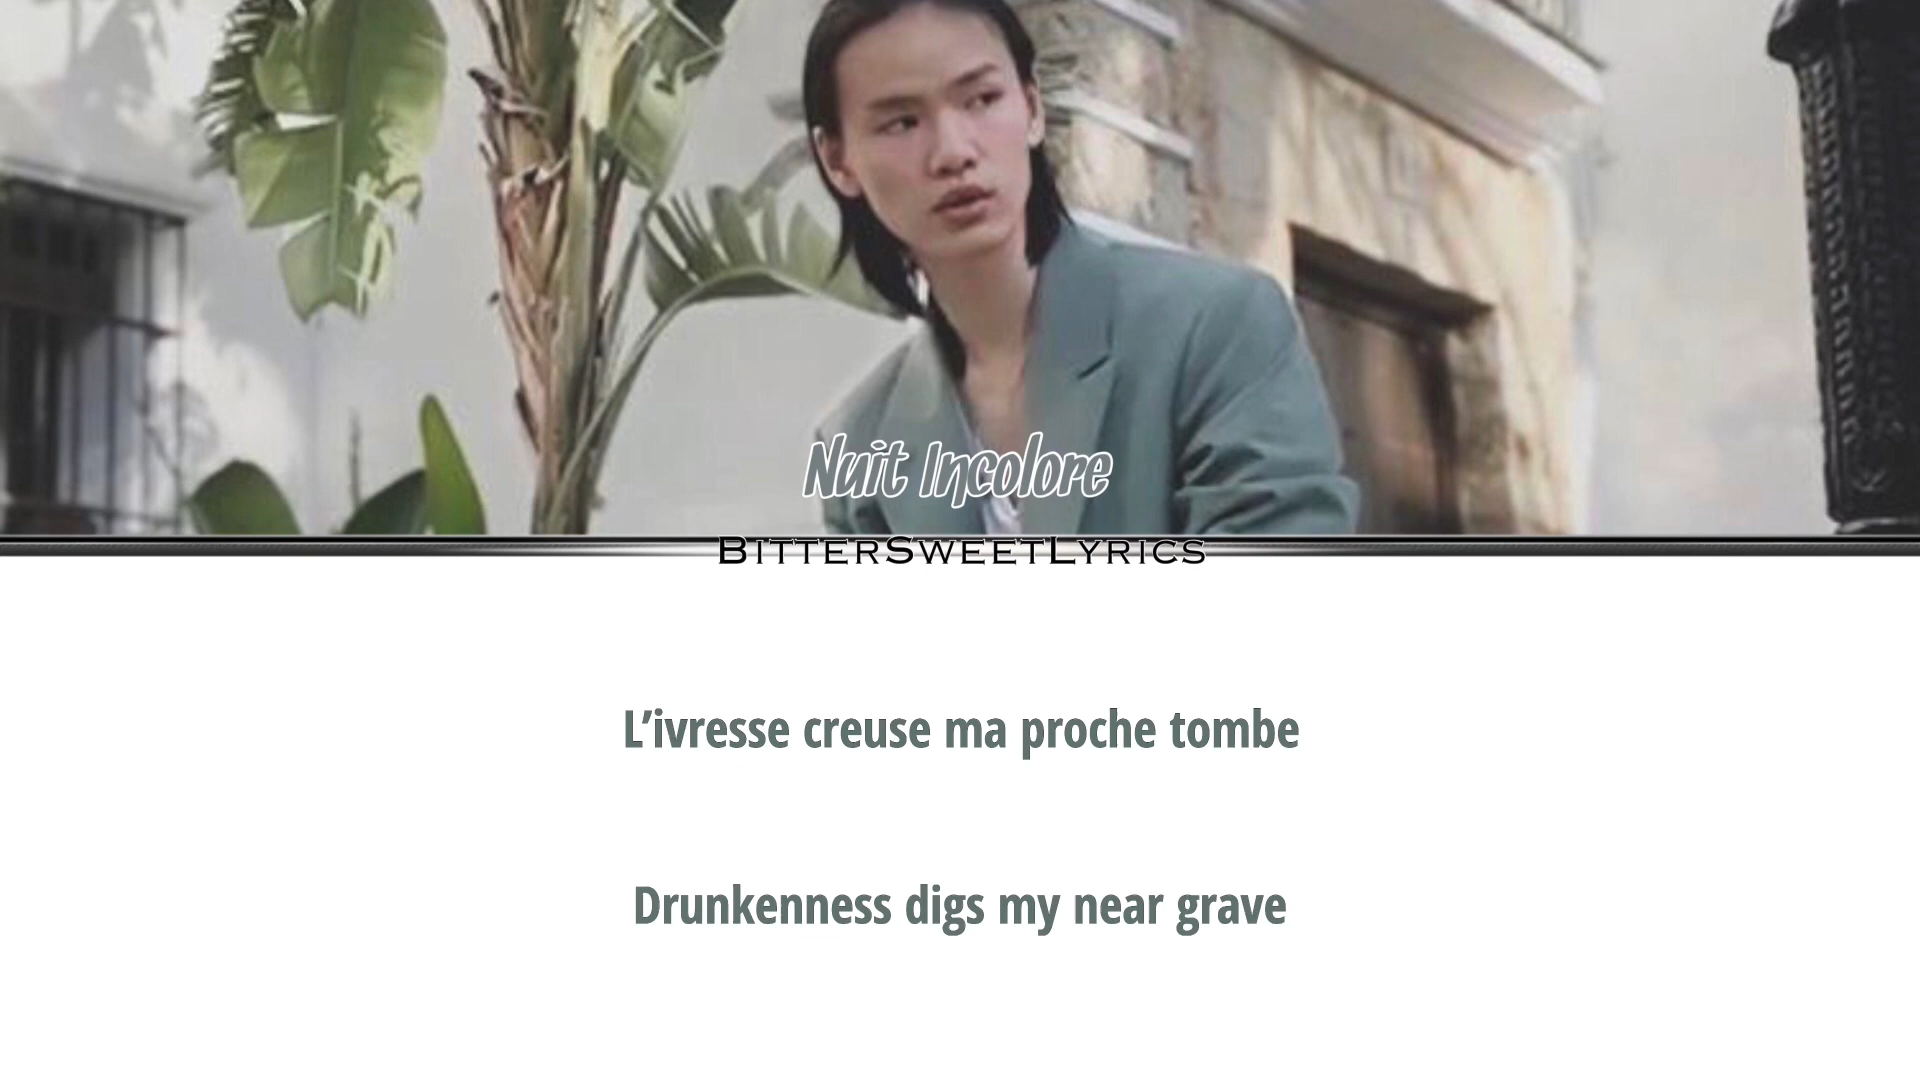 Nuit Incolore
BitterSweetLyrics
L’ivresse creuse ma proche tombe
Drunkenness digs my near grave